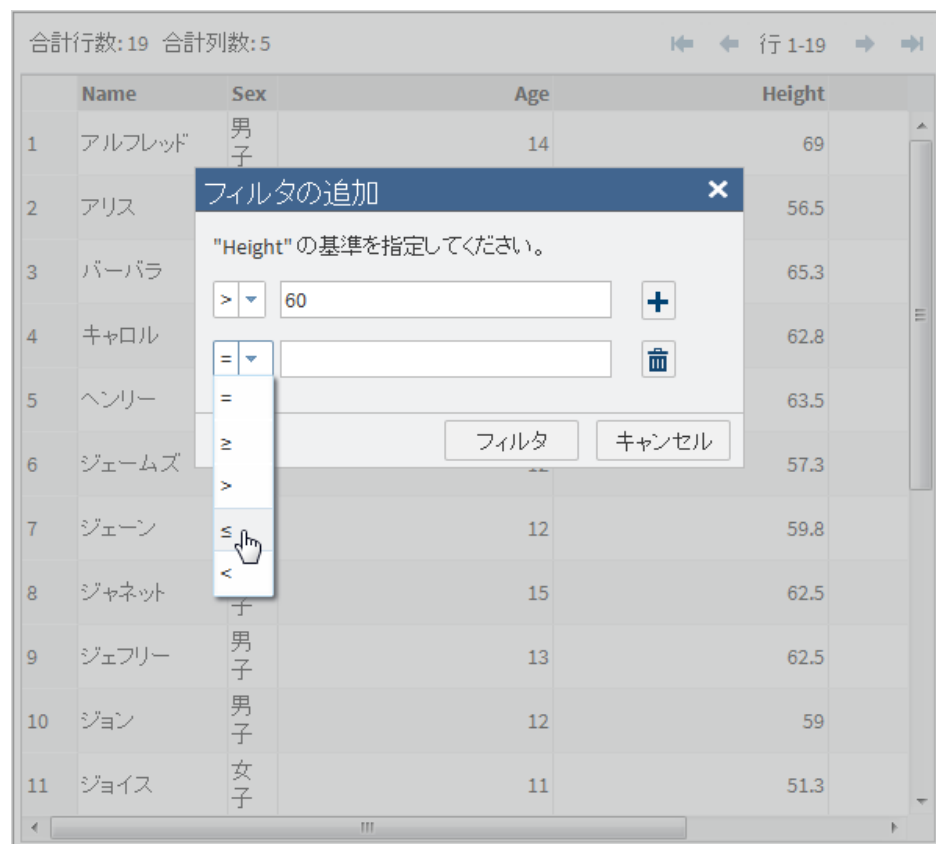 合計行数: 19 合計列数: 5 行 1-19
Name Sex Age Height
1 アルフレッド 男子 14 69
2 アリス 56.5
3 バーバラ 65.3
4 キャロル 62.8
5 ヘンリー 63.5
6 ジェームズ 57.3
7 ジェーン 12 59.8
8 ジャネット 子 15 62.5
9 ジェフリー 男子 13 62.5
10 ジョン 男子 12 59
11 ジョイス 女子 11 51.3
フィルタの追加
"Height" の基準を指定してください。
> 60
=
=
≥
>
≤
<
フィルタ キャンセル